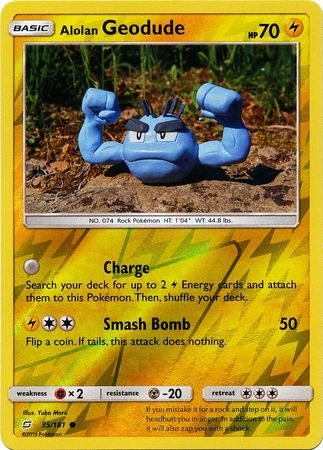 BASIC Alolan Geodude HP 70
NO. 074 Rock Pokémon HT: 1'04" WT: 44.8 lbs.
Charge
Search your deck for up to 2 Energy cards and attach
them to this Pokémon. Then, shuffle your deck.
Smash Bomb 50
Flip a coin. If tails, this attack does nothing.
weakness ×2 resistance -20 retreat
Illus. Yuka Morii
35/181
©2019 Pokémon
If you mistake it for a rock and step on it, it will
headbutt you in anger. In addition to the pain,
it will also zap you with a shock.